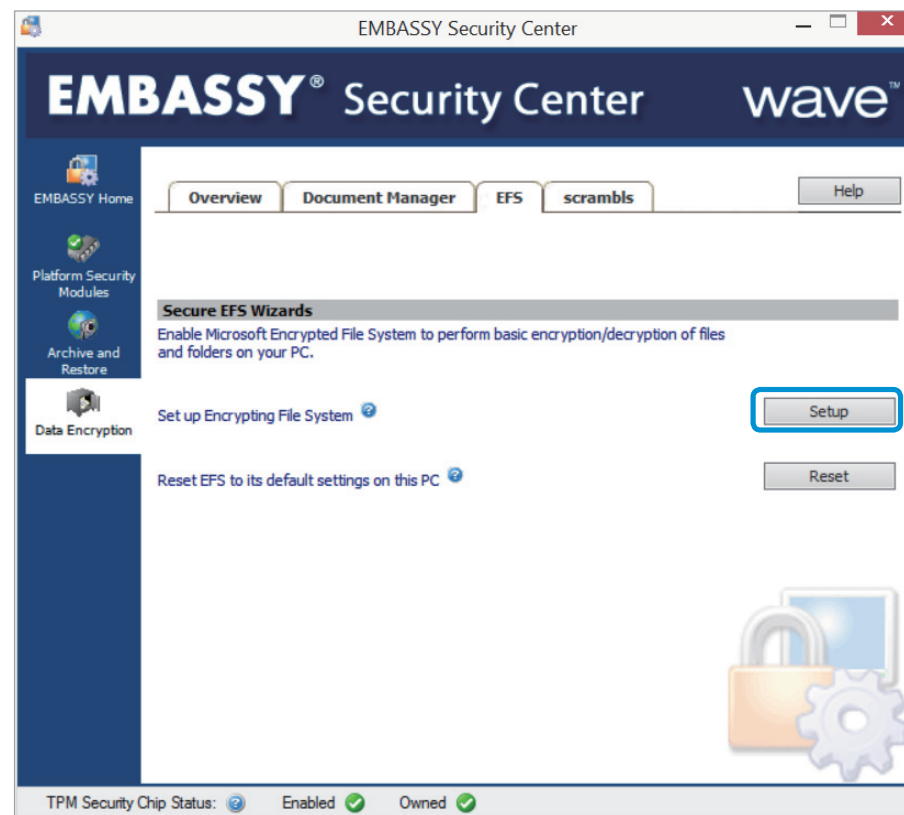 EMBASSY Security Center
EMBASSY® Security Center
wave™
EMBASSY Home
Platform Security
Modules
Archive and
Restore
Data Encryption
Overview
Document Manager
EFS
scrambls
Help
Secure EFS Wizards
Enable Microsoft Encrypted File System to perform basic encryption/decryption of files
and folders on your PC.
Set up Encrypting File System
Setup
Reset EFS to its default settings on this PC
Reset
TPM Security Chip Status: Enabled Owned